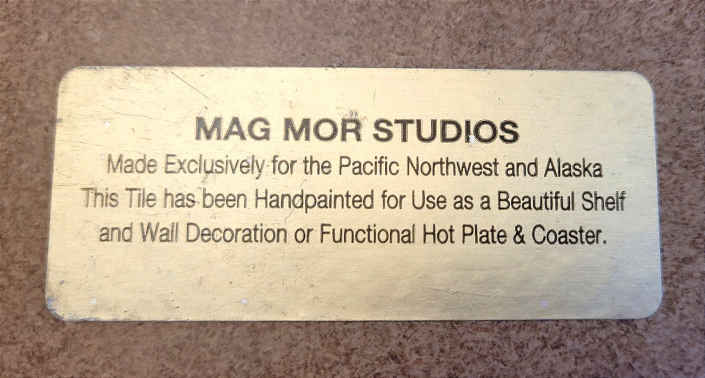 MAG MOR STUDIOS
Made Exclusively for the Pacific Northwest and Alaska
This Tile has been Handpainted for Use as a Beautiful Shelf
and Wall Decoration or Functional Hot Plate & Coaster.